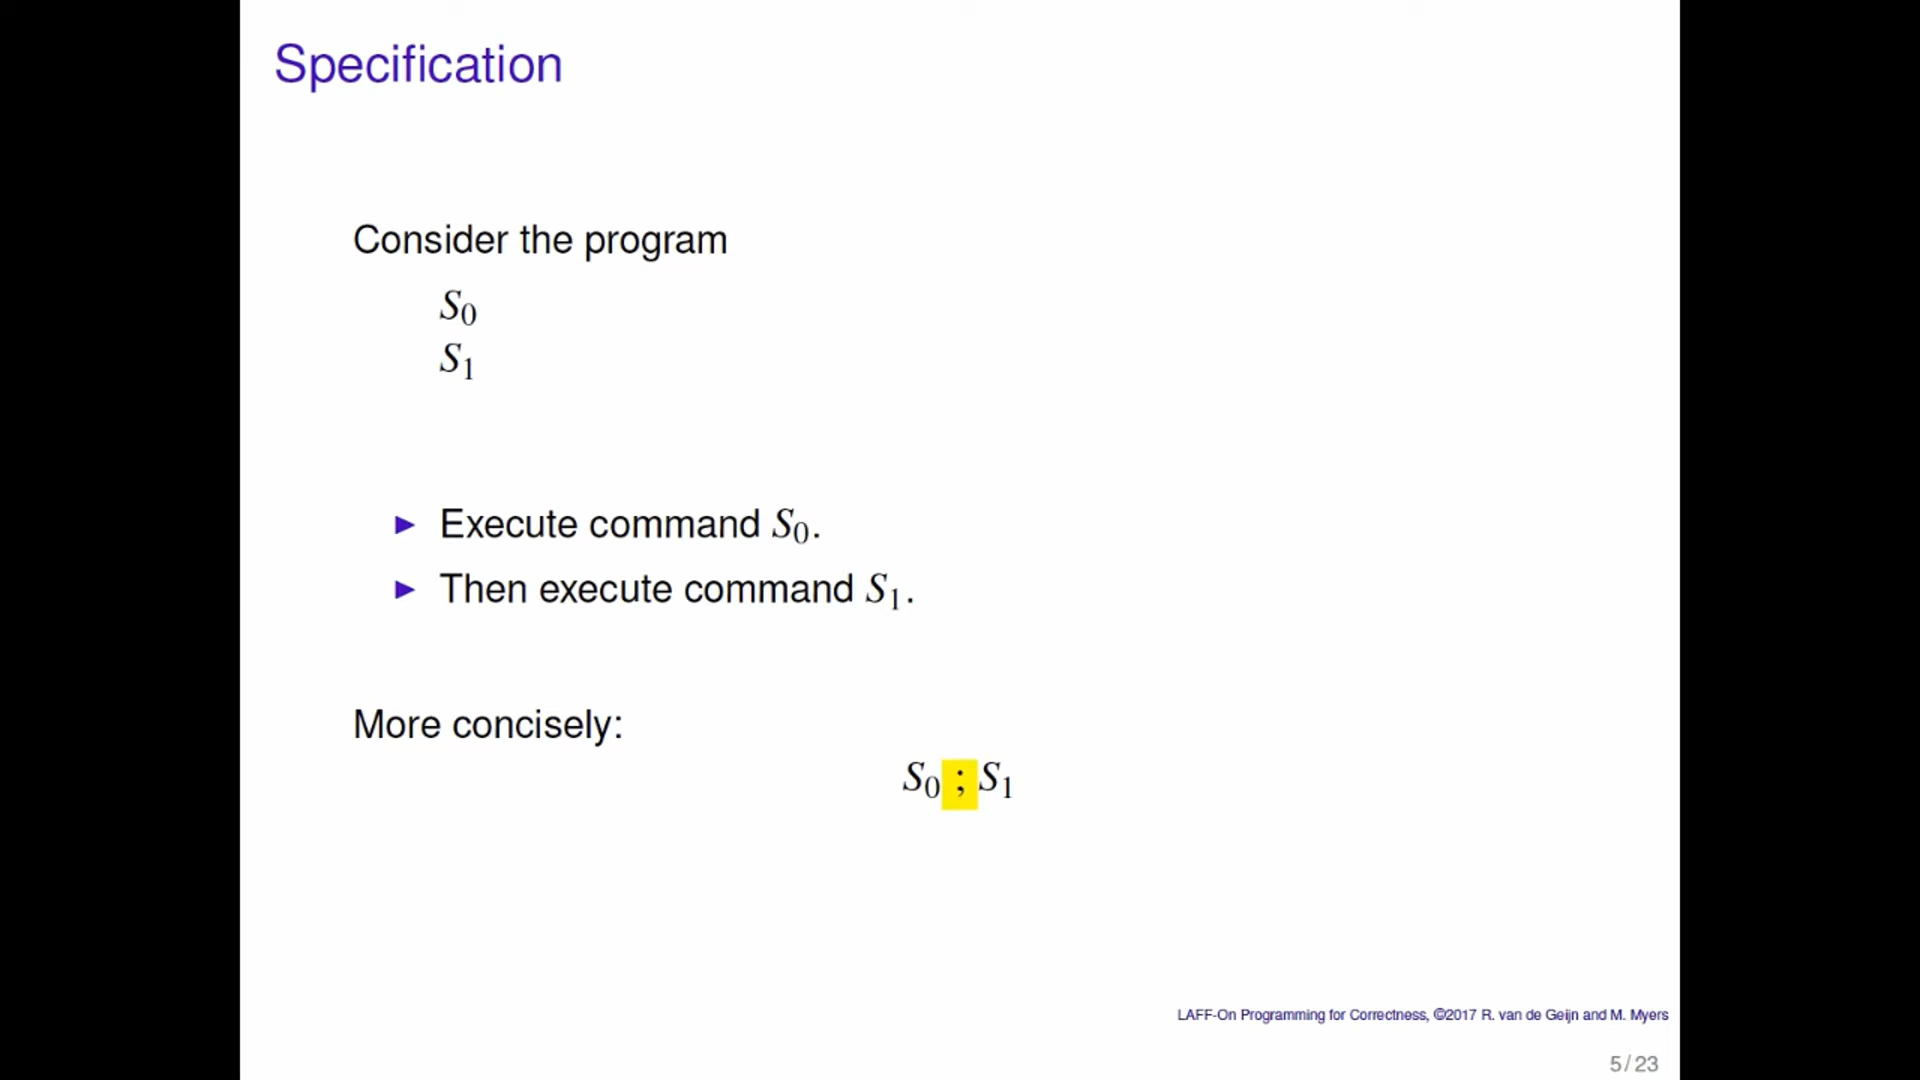 Specification
Consider the program
S0
S1
▶ Execute command S0.
▶ Then execute command S1.
More concisely:
S0 ; S1
LAFF-On Programming for Correctness, ©2017 R. van de Geijn and M. Myers
5 / 23